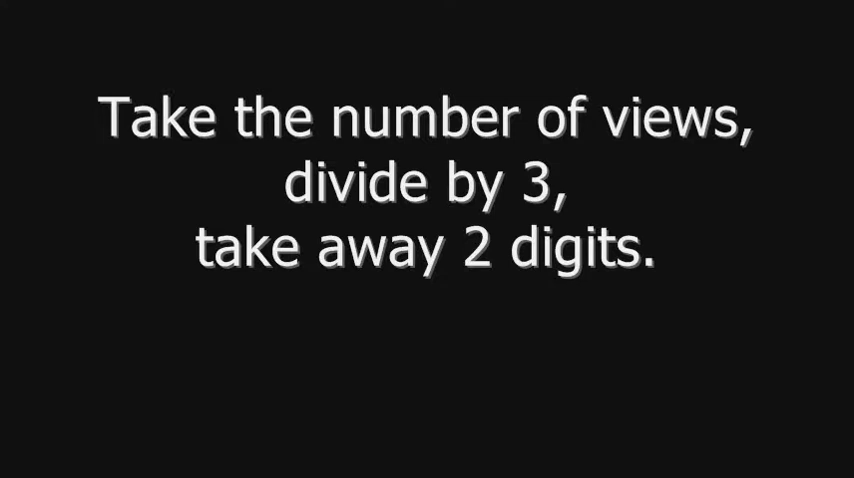 Take the number of views,
divide by 3,
take away 2 digits.